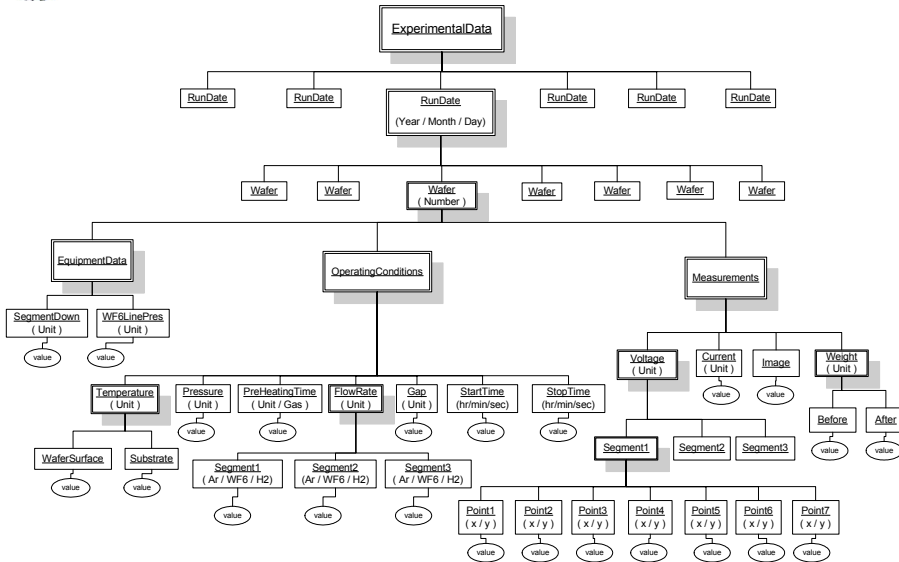 ExperimentalData
RunDate RunDate RunDate RunDate RunDate RunDate
(Year / Month / Day)
Wafer Wafer Wafer Wafer Wafer Wafer Wafer
( Number )
EquipmentData OperatingConditions Measurements
SegmentDown WF6LinePres
( Unit ) ( Unit )
value value
Voltage Current Image Weight
( Unit ) (Unit ) ( Unit )
value value
Temperature Pressure PreHeatingTime FlowRate Gap StartTime StopTime
( Unit ) ( Unit ) ( Unit / Gas ) ( Unit ) (Unit ) (hr/min/sec) (hr/min/sec)
value value value value value
Before After
value value
WaferSurface Substrate
value value
Segment1 Segment2 Segment3
( Ar / WF6 / H2 ) (Ar / WF6 / H2) ( Ar / WF6 / H2)
value value value
Segment1 Segment2 Segment3
Point1 Point2 Point3 Point4 Point5 Point6 Point7
( x / y ) ( x / y ) ( x / y ) ( x / y ) ( x / y ) ( x / y ) ( x / y )
value value value value value value value